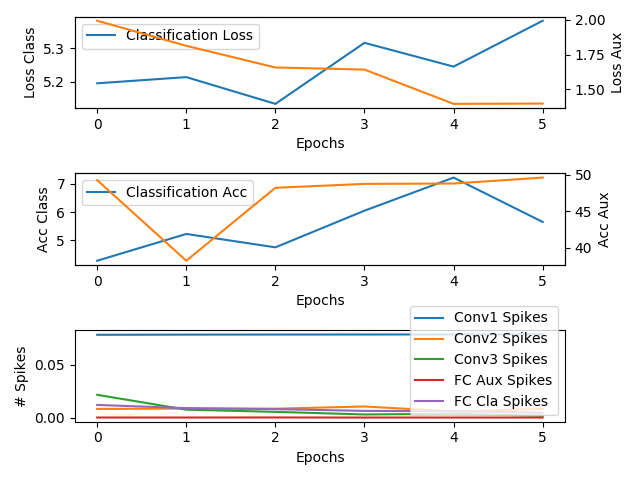 2.00
5.3
Classification Loss
1.75
5.2
1.50
Loss Class
Loss Aux
0 1 2 3 4 5
Epochs
7
Classification Acc
50
6
45
5
40
Acc Class
Acc Aux
0 1 2 3 4 5
Epochs
Conv1 Spikes
Conv2 Spikes
0.05
Conv3 Spikes
FC Aux Spikes
FC Cla Spikes
0.00
# Spikes
0 1 2 3 4 5
Epochs